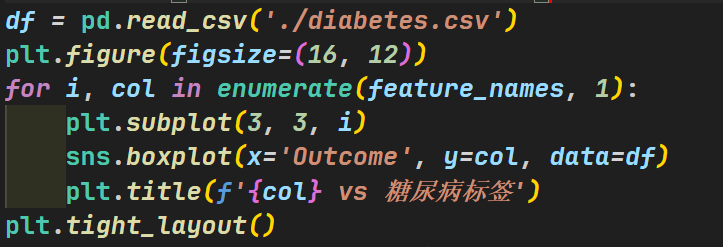 df = pd.read_csv('./diabetes.csv')
plt.figure(figsize=(16, 12))
for i, col in enumerate(feature_names, 1):
    plt.subplot(3, 3, i)
    sns.boxplot(x='Outcome', y=col, data=df)
    plt.title(f'{col} vs 糖尿病标签')
plt.tight_layout()